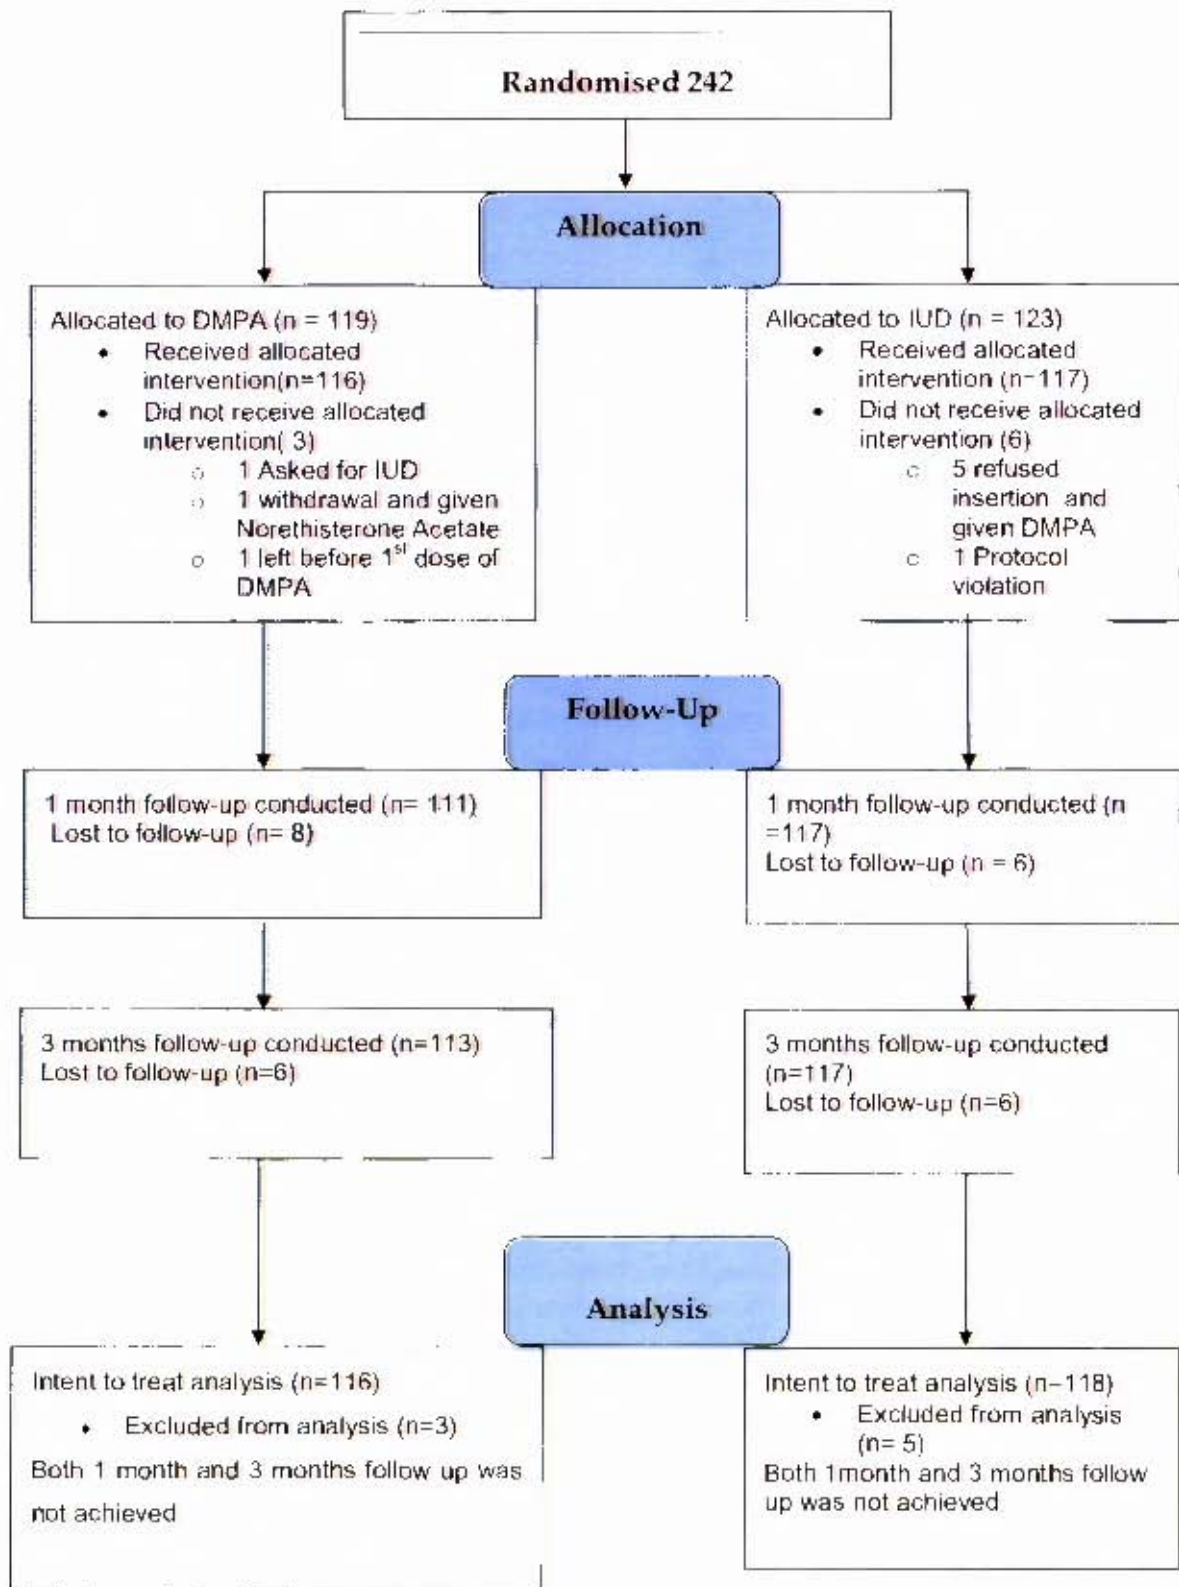 Randomised 242
Allocation
Allocated to DMPA (n = 119)
• Received allocated
intervention(n=116)
• Did not receive allocated
intervention( 3)
○ 1 Asked for IUD
○ 1 withdrawal and given
Norethisterone Acetate
○ 1 left before 1st dose of
DMPA
Allocated to IUD (n = 123)
• Received allocated
intervention (n=117)
• Did not receive allocated
intervention (6)
○ 5 refused
insertion and
given DMPA
○ 1 Protocol
violation
Follow-Up
1 month follow-up conducted (n= 111)
Lost to follow-up (n= 8)
1 month follow-up conducted (n
=117)
Lost to follow-up (n = 6)
3 months follow-up conducted (n=113)
Lost to follow-up (n=6)
3 months follow-up conducted
(n=117)
Lost to follow-up (n=6)
Analysis
Intent to treat analysis (n=116)
• Excluded from analysis (n=3)
Both 1 month and 3 months follow up was
not achieved
Intent to treat analysis (n=118)
• Excluded from analysis
(n= 5)
Both 1month and 3 months follow
up was not achieved